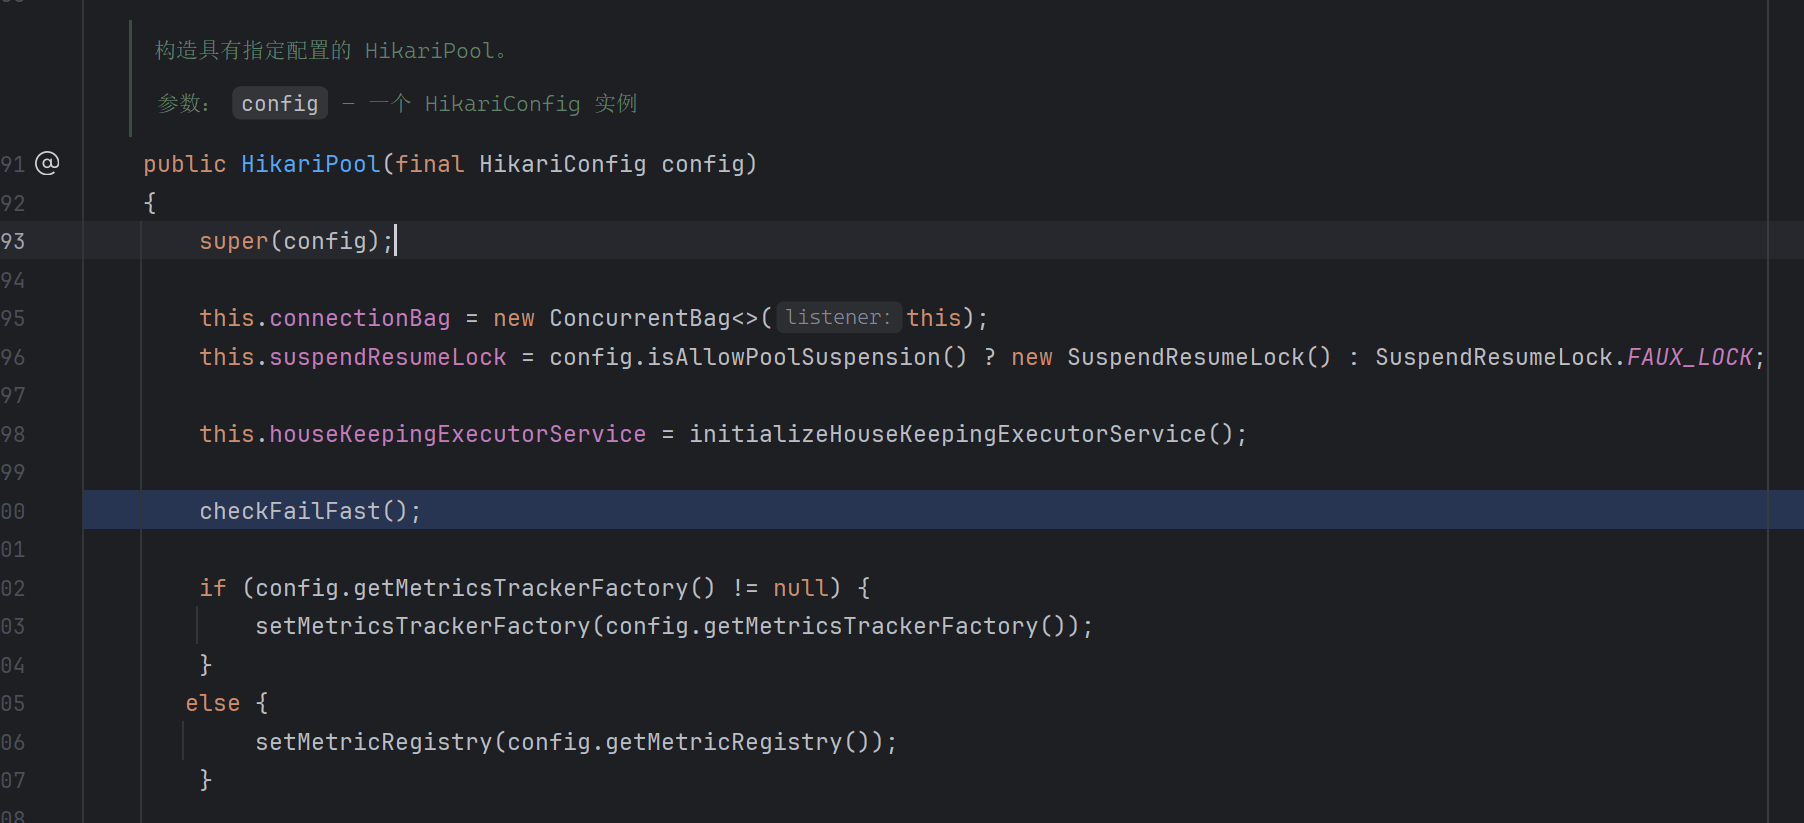 构造具有指定配置的 HikariPool。
参数： config – 一个 HikariConfig 实例
91 @ public HikariPool(final HikariConfig config)
92 {
93 super(config);
94
95 this.connectionBag = new ConcurrentBag<>( listener: this);
96 this.suspendResumeLock = config.isAllowPoolSuspension() ? new SuspendResumeLock() : SuspendResumeLock.FAUX_LOCK;
97
98 this.houseKeepingExecutorService = initializeHouseKeepingExecutorService();
99
00 checkFailFast();
01
02 if (config.getMetricsTrackerFactory() != null) {
03 setMetricsTrackerFactory(config.getMetricsTrackerFactory());
04 }
05 else {
06 setMetricRegistry(config.getMetricRegistry());
07 }
08